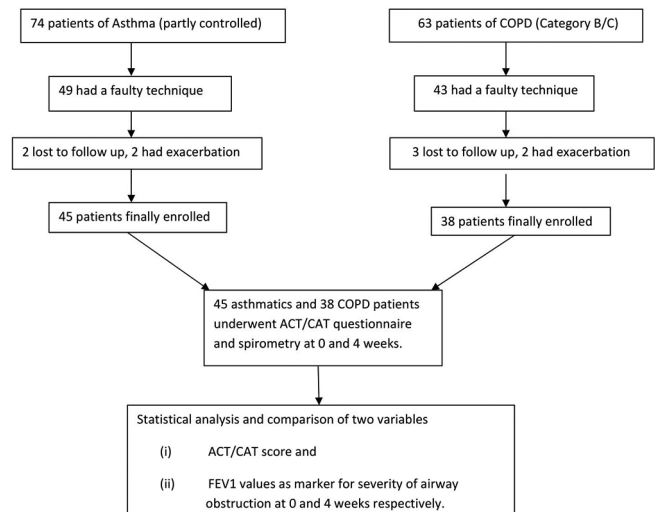 74 patients of Asthma (partly controlled)
63 patients of COPD (Category B/C)
49 had a faulty technique
43 had a faulty technique
2 lost to follow up, 2 had exacerbation
3 lost to follow up, 2 had exacerbation
45 patients finally enrolled
38 patients finally enrolled
45 asthmatics and 38 COPD patients
underwent ACT/CAT questionnaire
and spirometry at 0 and 4 weeks.
Statistical analysis and comparison of two variables
(i) ACT/CAT score and
(ii) FEV1 values as marker for severity of airway
obstruction at 0 and 4 weeks respectively.